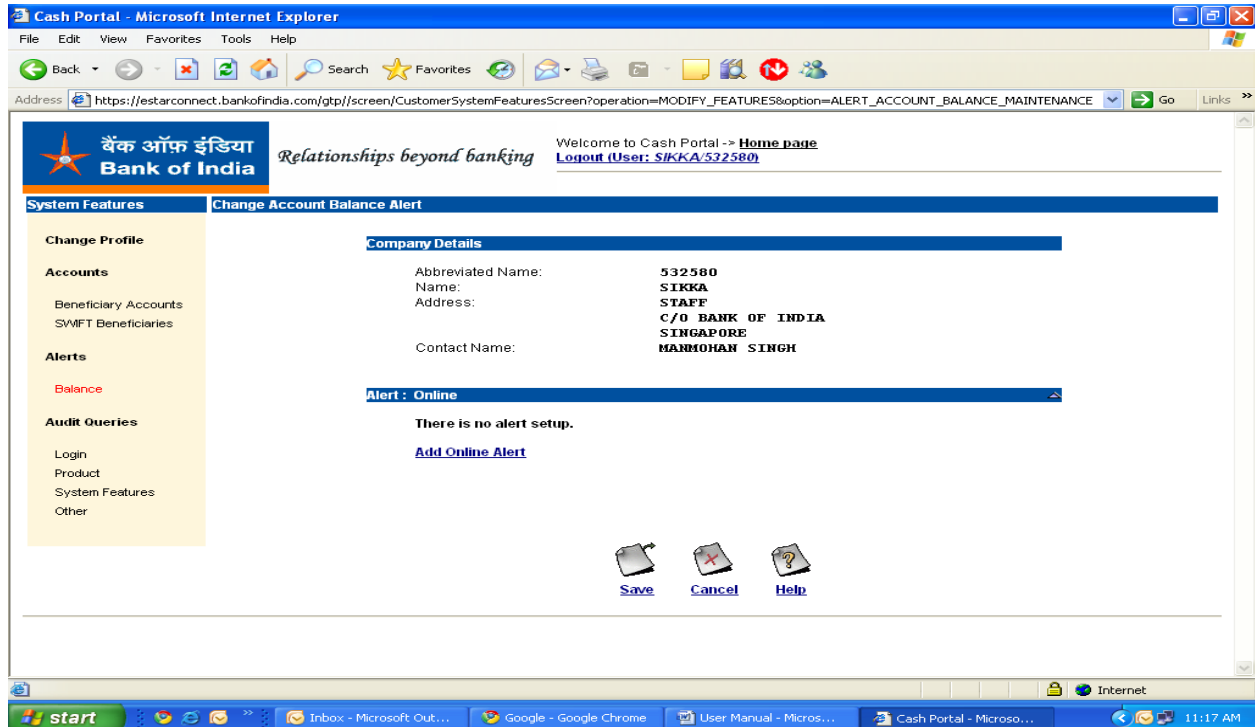 Cash Portal - Microsoft Internet Explorer
File Edit View Favorites Tools Help
Back Search Favorites
Address https://estarconnect.bankofindia.com/gtp//screen/CustomerSystemFeaturesScreen?operation=MODIFY_FEATURES&option=ALERT_ACCOUNT_BALANCE_MAINTENANCE Go Links »
बैंक ऑफ़ इंडिया
Bank of India
Relationships beyond banking
Welcome to Cash Portal -> Home page
Logout (User: SIKKA/532580)
System Features
Change Profile
Accounts
Beneficiary Accounts
SWIFT Beneficiaries
Alerts
Balance
Audit Queries
Login
Product
System Features
Other
Change Account Balance Alert
Company Details
Abbreviated Name: 532580
Name: SIKKA
Address: STAFF
C/O BANK OF INDIA
SINGAPORE
Contact Name: MANMOHAN SINGH
Alert : Online
There is no alert setup.
Add Online Alert
Save Cancel Help
Internet
start » Inbox - Microsoft Out... Google - Google Chrome User Manual - Micros... Cash Portal - Microso... 11:17 AM